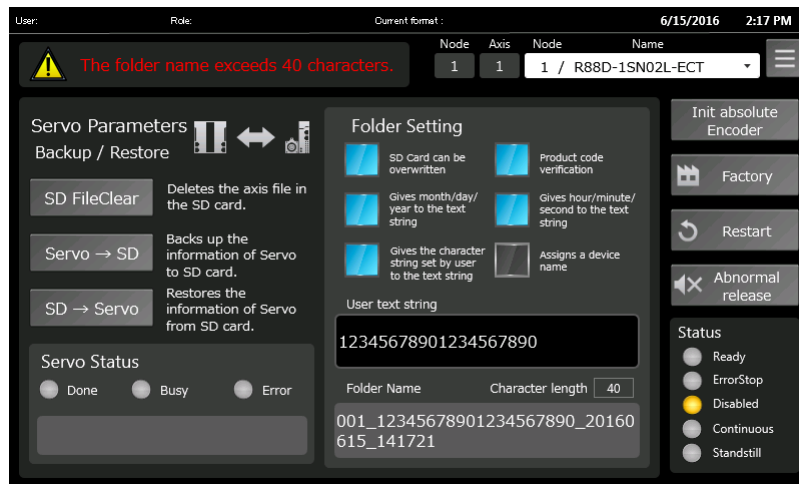 User: Role: Current format : 6/15/2016 2:17 PM
The folder name exceeds 40 characters.
Node Axis Node Name
1 1 1 / R88D-1SN02L-ECT
Servo Parameters
Backup / Restore
SD FileClear
Deletes the axis file in
the SD card.
Servo → SD
Backs up the
information of Servo
to SD card.
SD → Servo
Restores the
information of Servo
from SD card.
Servo Status
Done Busy Error
Folder Setting
SD Card can be
overwritten
Product code
verification
Gives month/day/
year to the text
string
Gives hour/minute/
second to the text
string
Gives the character
string set by user
to the text string
Assigns a device
name
User text string
12345678901234567890
Folder Name Character length 40
001_12345678901234567890_20160
615_141721
Init absolute
Encoder
Factory
Restart
Abnormal
release
Status
Ready
ErrorStop
Disabled
Continuous
Standstill